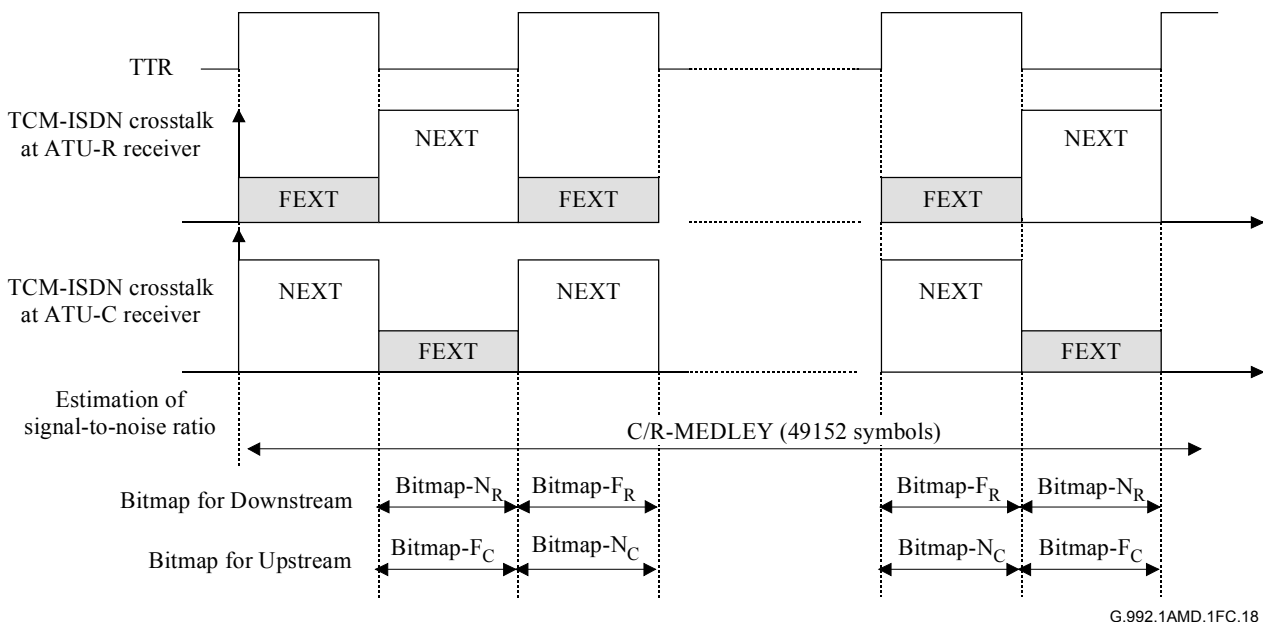 TTR
TCM-ISDN crosstalk
at ATU-R receiver
NEXT
NEXT
FEXT
FEXT
FEXT
TCM-ISDN crosstalk
at ATU-C receiver
NEXT
NEXT
NEXT
FEXT
FEXT
Estimation of
signal-to-noise ratio
C/R-MEDLEY (49152 symbols)
Bitmap for Downstream
Bitmap-NR
Bitmap-FR
Bitmap-FR
Bitmap-NR
Bitmap for Upstream
Bitmap-FC
Bitmap-NC
Bitmap-NC
Bitmap-FC
G.992.1AMD.1FC.18